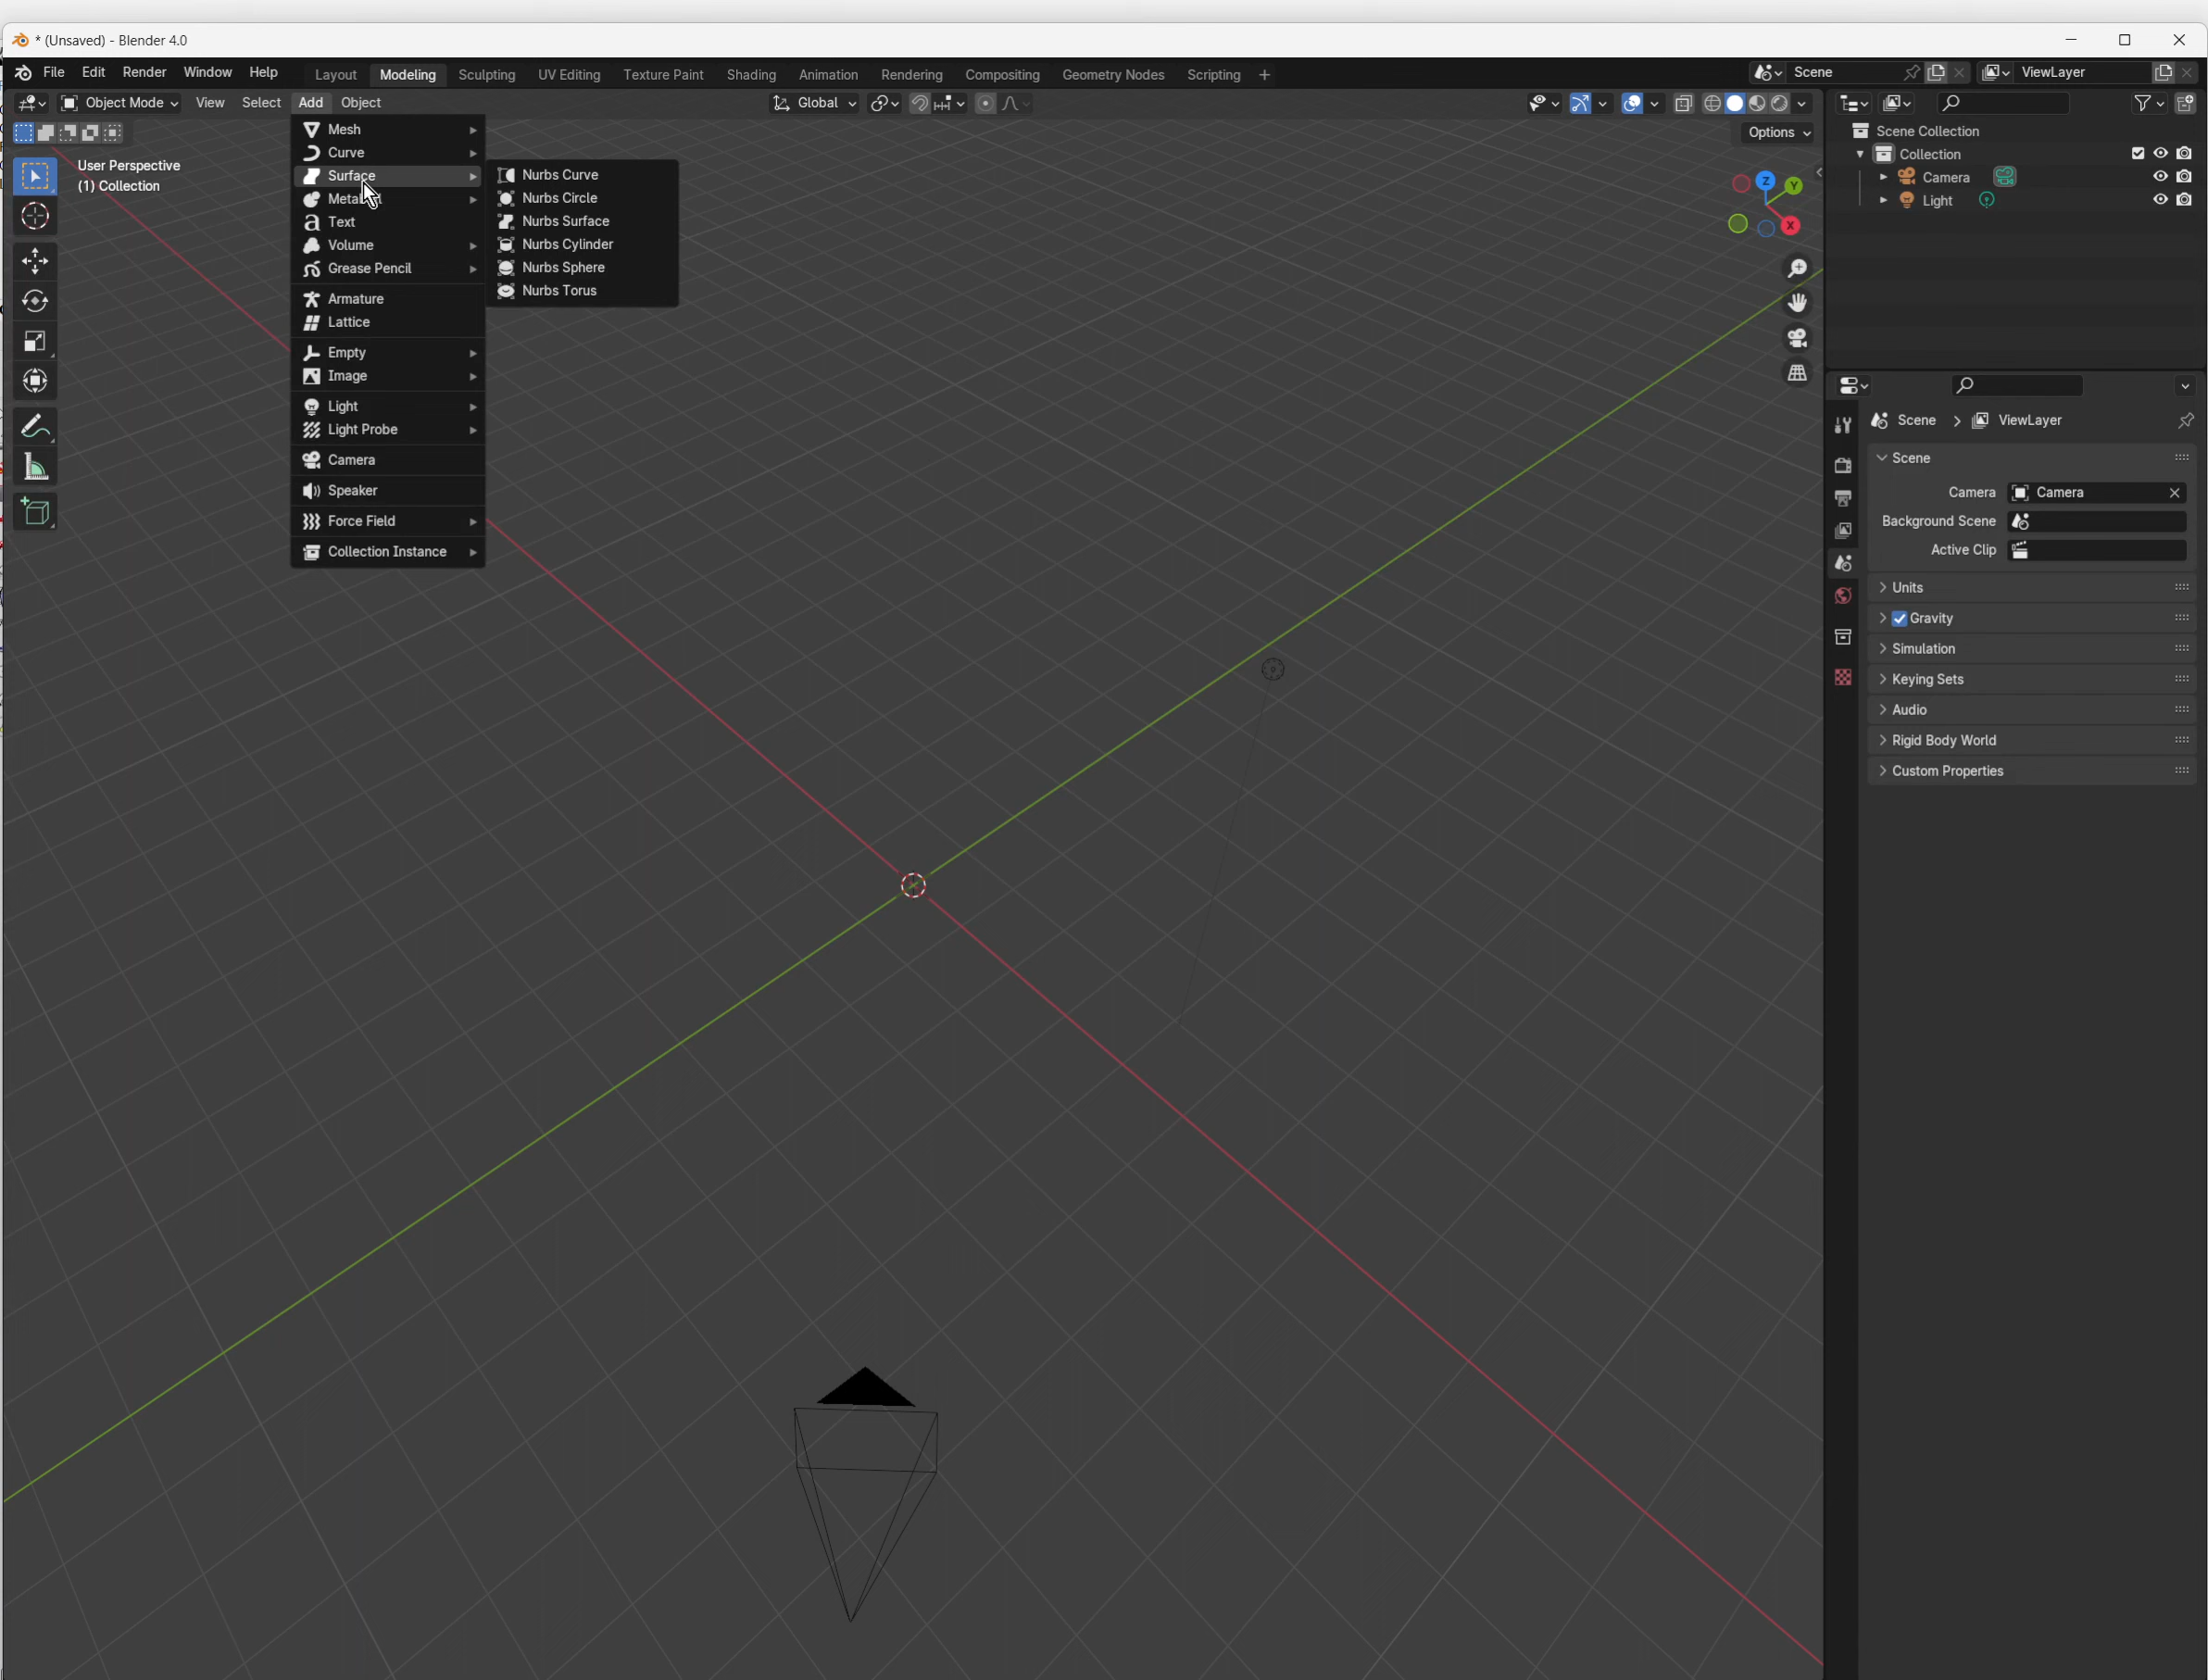 * (Unsaved) - Blender 4.0
File Edit Render Window Help Layout Modeling Sculpting UV Editing Texture Paint Shading Animation Rendering Compositing Geometry Nodes Scripting + Scene ViewLayer
Object Mode View Select Add Object Global
Options
User Perspective
(1) Collection
Mesh
Curve
Surface
Text
Volume
Grease Pencil
Armature
Lattice
Empty
Image
Light
Light Probe
Camera
Speaker
Force Field
Collection Instance
Nurbs Curve
Nurbs Circle
Nurbs Surface
Nurbs Cylinder
Nurbs Sphere
Nurbs Torus
Z
Y
X
Scene Collection
Collection
Camera
Light
Scene > ViewLayer
Scene
Camera Camera
Background Scene
Active Clip
Units
Gravity
Simulation
Keying Sets
Audio
Rigid Body World
Custom Properties